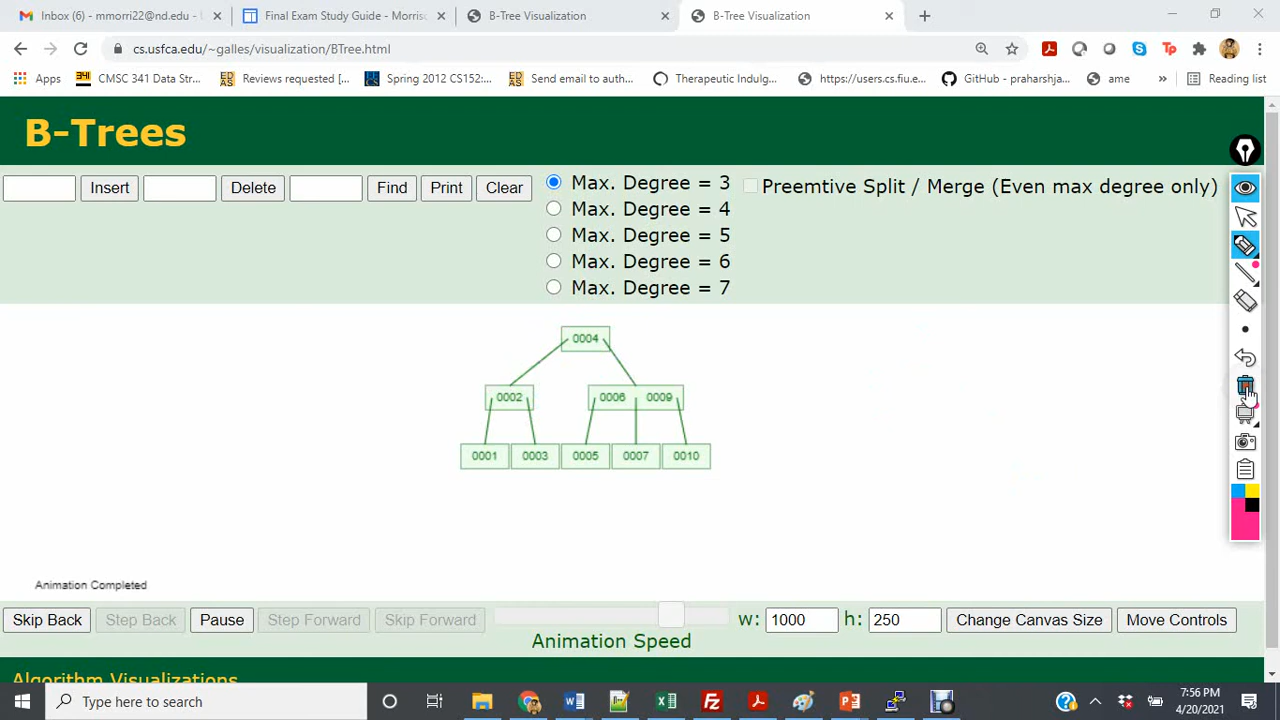 mmorri22@nd.edu - Inbox (6)
Final Exam Study Guide - Morris
B-Tree Visualization
B-Tree Visualization
cs.usfca.edu/~galles/visualization/BTree.html
Apps
CMSC 341 Data Str...
Reviews requested [...
Spring 2012 CS152:...
Send email to autho...
Therapeutic Indulg...
https://users.cs.fiu.e...
GitHub - praharshja...
ame
»
Reading list
B-Trees
Insert Delete Find Print Clear
Max. Degree = 3
Preemtive Split / Merge (Even max degree only)
Max. Degree = 4
Max. Degree = 5
Max. Degree = 6
Max. Degree = 7
0004
0002 0006 0009
0001 0003 0005 0007 0010
Animation Completed
Skip Back Step Back Pause Step Forward Skip Forward w: 1000 h: 250 Change Canvas Size Move Controls
Animation Speed
Algorithm Visualizations
Type here to search
7:56 PM
4/20/2021